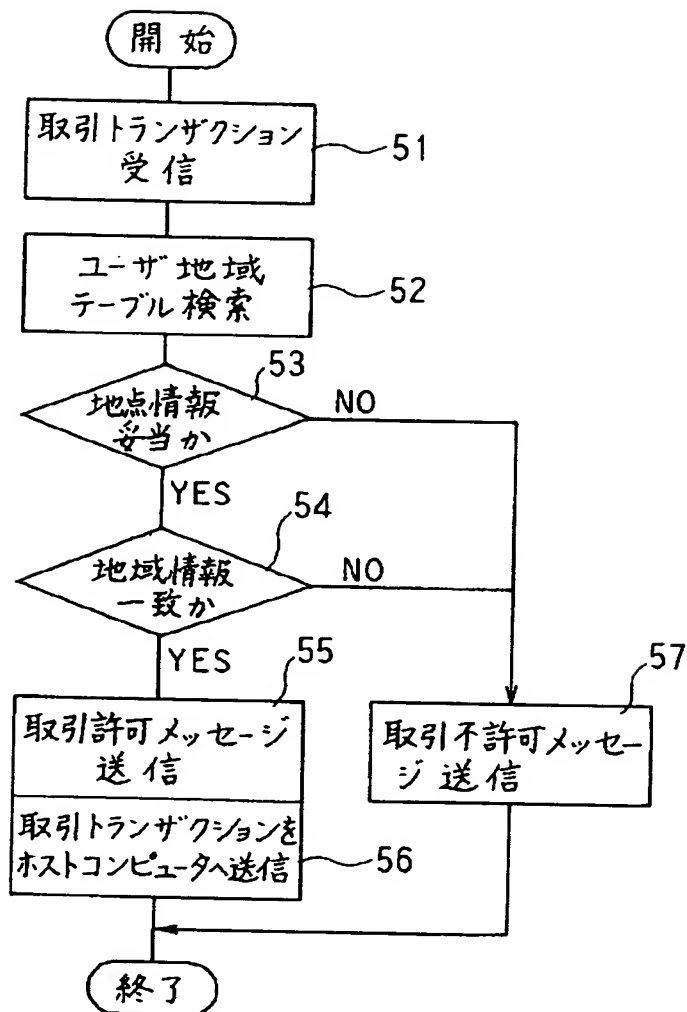 開始
取引トランザクション
受信
51
ユーザ地域
テーブル検索
52
53
地点情報
妥当か
NO
YES
54
地域情報
一致か
NO
YES
55
取引許可メッセージ
送信
57
取引不許可メッセー
ジ送信
取引トランザクションを
ホストコンピュータへ送信
56
終了